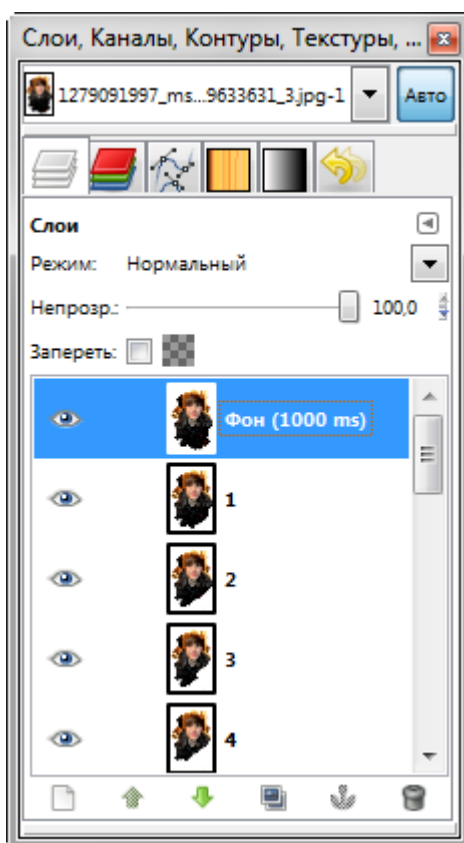 Слои, Каналы, Контуры, Текстуры, ...
1279091997_ms...9633631_3.jpg-1
Авто
Слои
Режим: Нормальный
Непрозр.: 100,0
Запереть:
Фон (1000 ms)
1
2
3
4